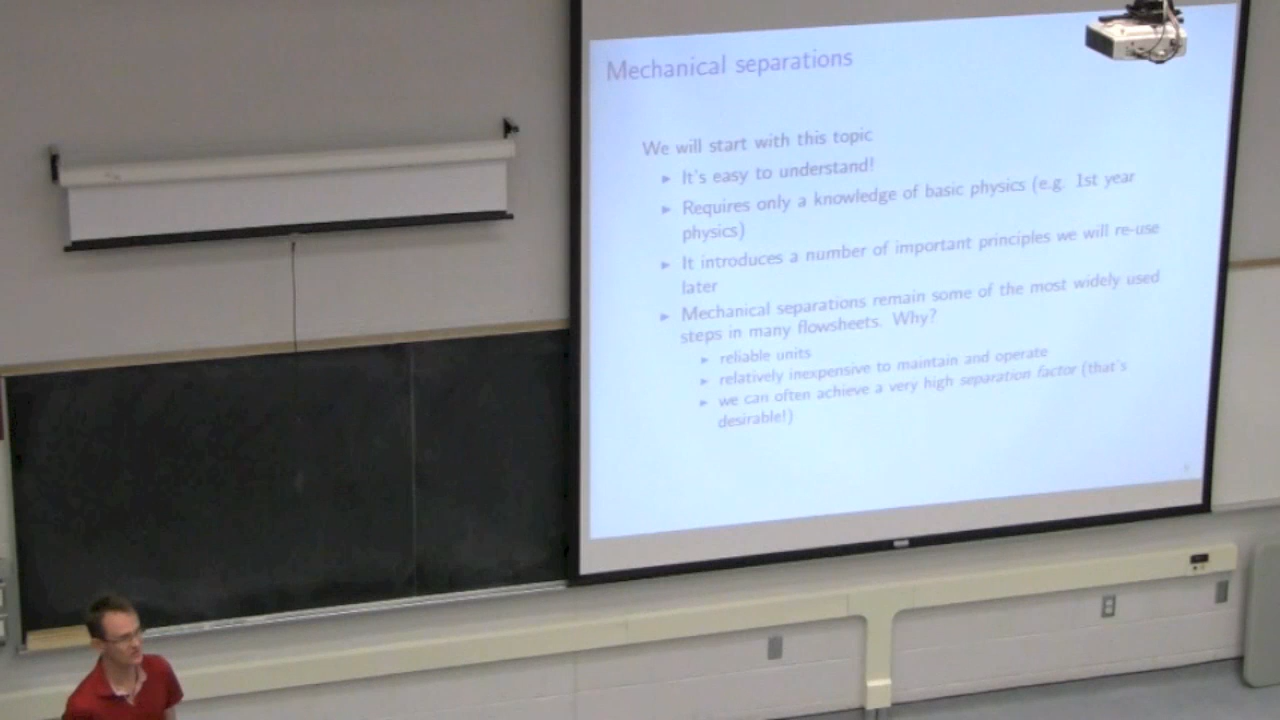 Mechanical separations
We will start with this topic
► It's easy to understand!
► Requires only a knowledge of basic physics (e.g. 1st year
physics)
► It introduces a number of important principles we will re-use
later
► Mechanical separations remain some of the most widely used
steps in many flowsheets. Why?
► reliable units
► relatively inexpensive to maintain and operate
► we can often achieve a very high separation factor (that's
desirable!)